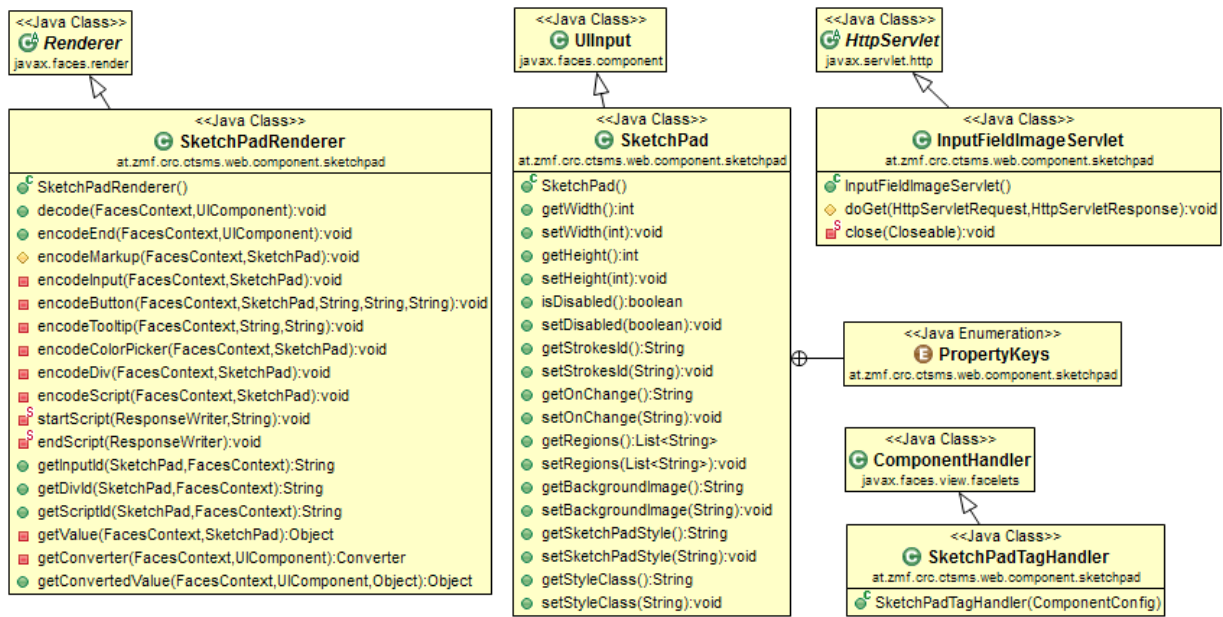 <<Java Class>>
Renderer
javax.faces.render
<<Java Class>>
SketchPadRenderer
at.zmf.crc.ctsms.web.component.sketchpad
SketchPadRenderer()
decode(FacesContext,UIComponent):void
encodeEnd(FacesContext,UIComponent):void
encodeMarkup(FacesContext,SketchPad):void
encodeInput(FacesContext,SketchPad):void
encodeButton(FacesContext,SketchPad,String,String,String):void
encodeTooltip(FacesContext,String,String):void
encodeColorPicker(FacesContext,SketchPad):void
encodeDiv(FacesContext,SketchPad):void
encodeScript(FacesContext,SketchPad):void
startScript(ResponseWriter,String):void
endScript(ResponseWriter):void
getInputId(SketchPad,FacesContext):String
getDivId(SketchPad,FacesContext):String
getScriptId(SketchPad,FacesContext):String
getValue(FacesContext,SketchPad):Object
getConverter(FacesContext,UIComponent):Converter
getConvertedValue(FacesContext,UIComponent,Object):Object
<<Java Class>>
UIInput
javax.faces.component
<<Java Class>>
SketchPad
at.zmf.crc.ctsms.web.component.sketchpad
SketchPad()
getWidth():int
setWidth(int):void
getHeight():int
setHeight(int):void
isDisabled():boolean
setDisabled(boolean):void
getStrokesId():String
setStrokesId(String):void
getOnChange():String
setOnChange(String):void
getRegions():List<String>
setRegions(List<String>):void
getBackgroundImage():String
setBackgroundImage(String):void
getSketchPadStyle():String
setSketchPadStyle(String):void
getStyleClass():String
setStyleClass(String):void
<<Java Class>>
HttpServlet
javax.servlet.http
<<Java Class>>
InputFieldImageServlet
at.zmf.crc.ctsms.web.component.sketchpad
InputFieldImageServlet()
doGet(HttpServletRequest,HttpServletResponse):void
close(Closeable):void
<<Java Enumeration>>
PropertyKeys
at.zmf.crc.ctsms.web.component.sketchpad
<<Java Class>>
ComponentHandler
javax.faces.view.facelets
<<Java Class>>
SketchPadTagHandler
at.zmf.crc.ctsms.web.component.sketchpad
SketchPadTagHandler(ComponentConfig)